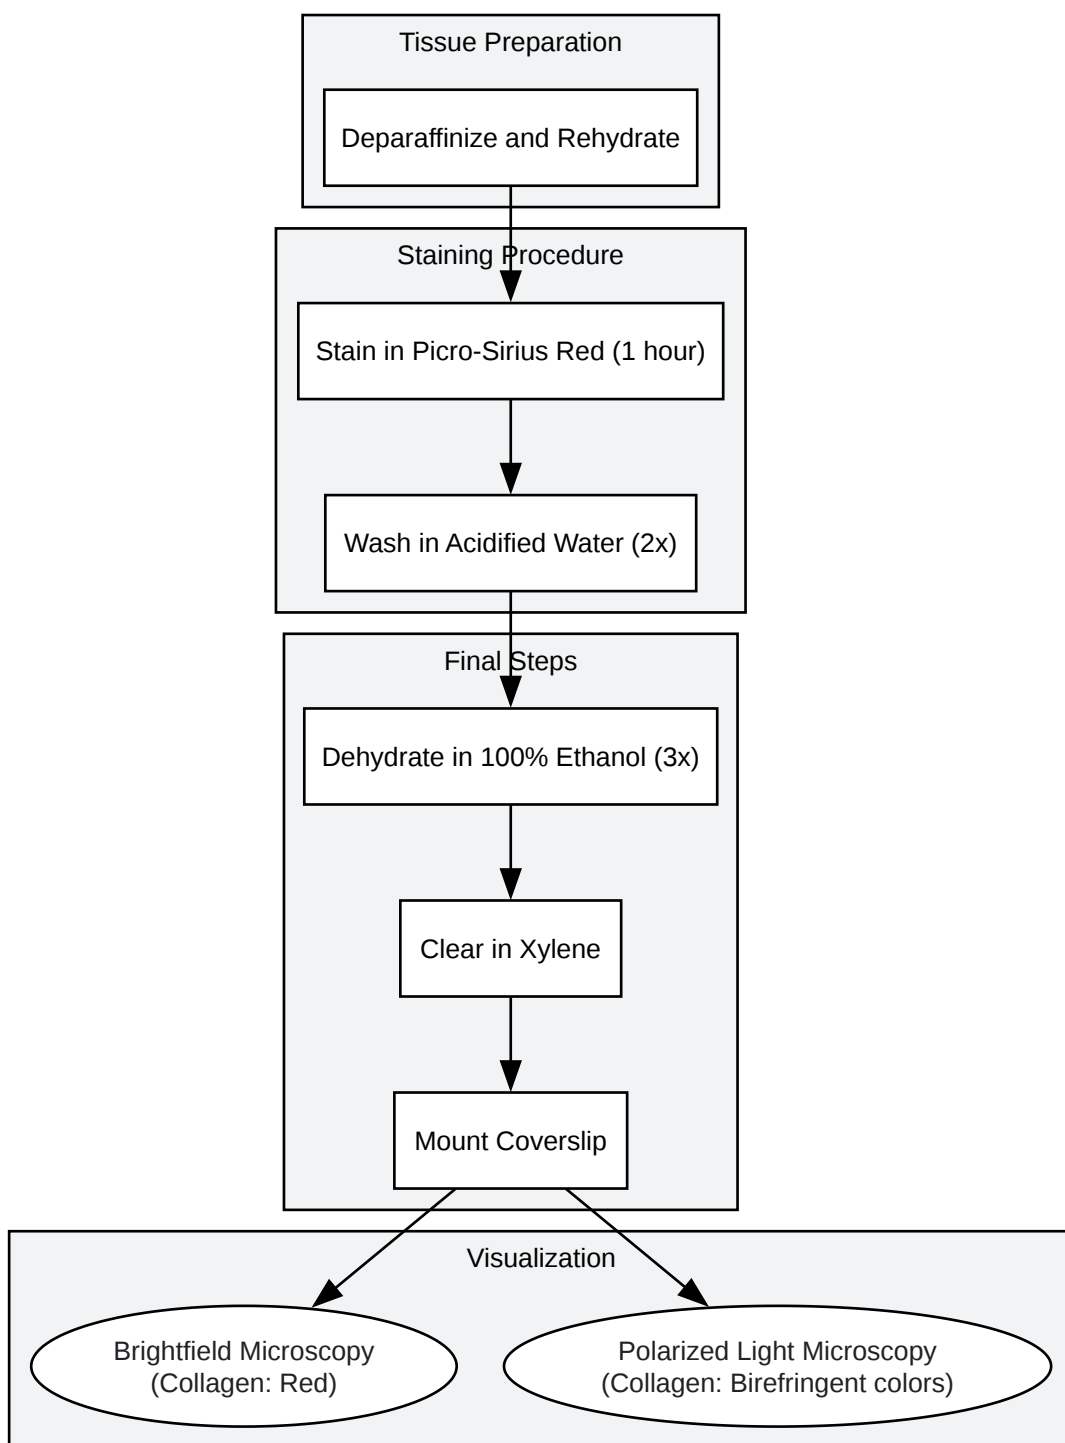 Tissue Preparation
Deparaffinize and Rehydrate
Staining Procedure
Stain in Picro-Sirius Red (1 hour)
Wash in Acidified Water (2x)
Final Steps
Dehydrate in 100% Ethanol (3x)
Clear in Xylene
Mount Coverslip
Visualization
Brightfield Microscopy
(Collagen: Red)
Polarized Light Microscopy
(Collagen: Birefringent colors)